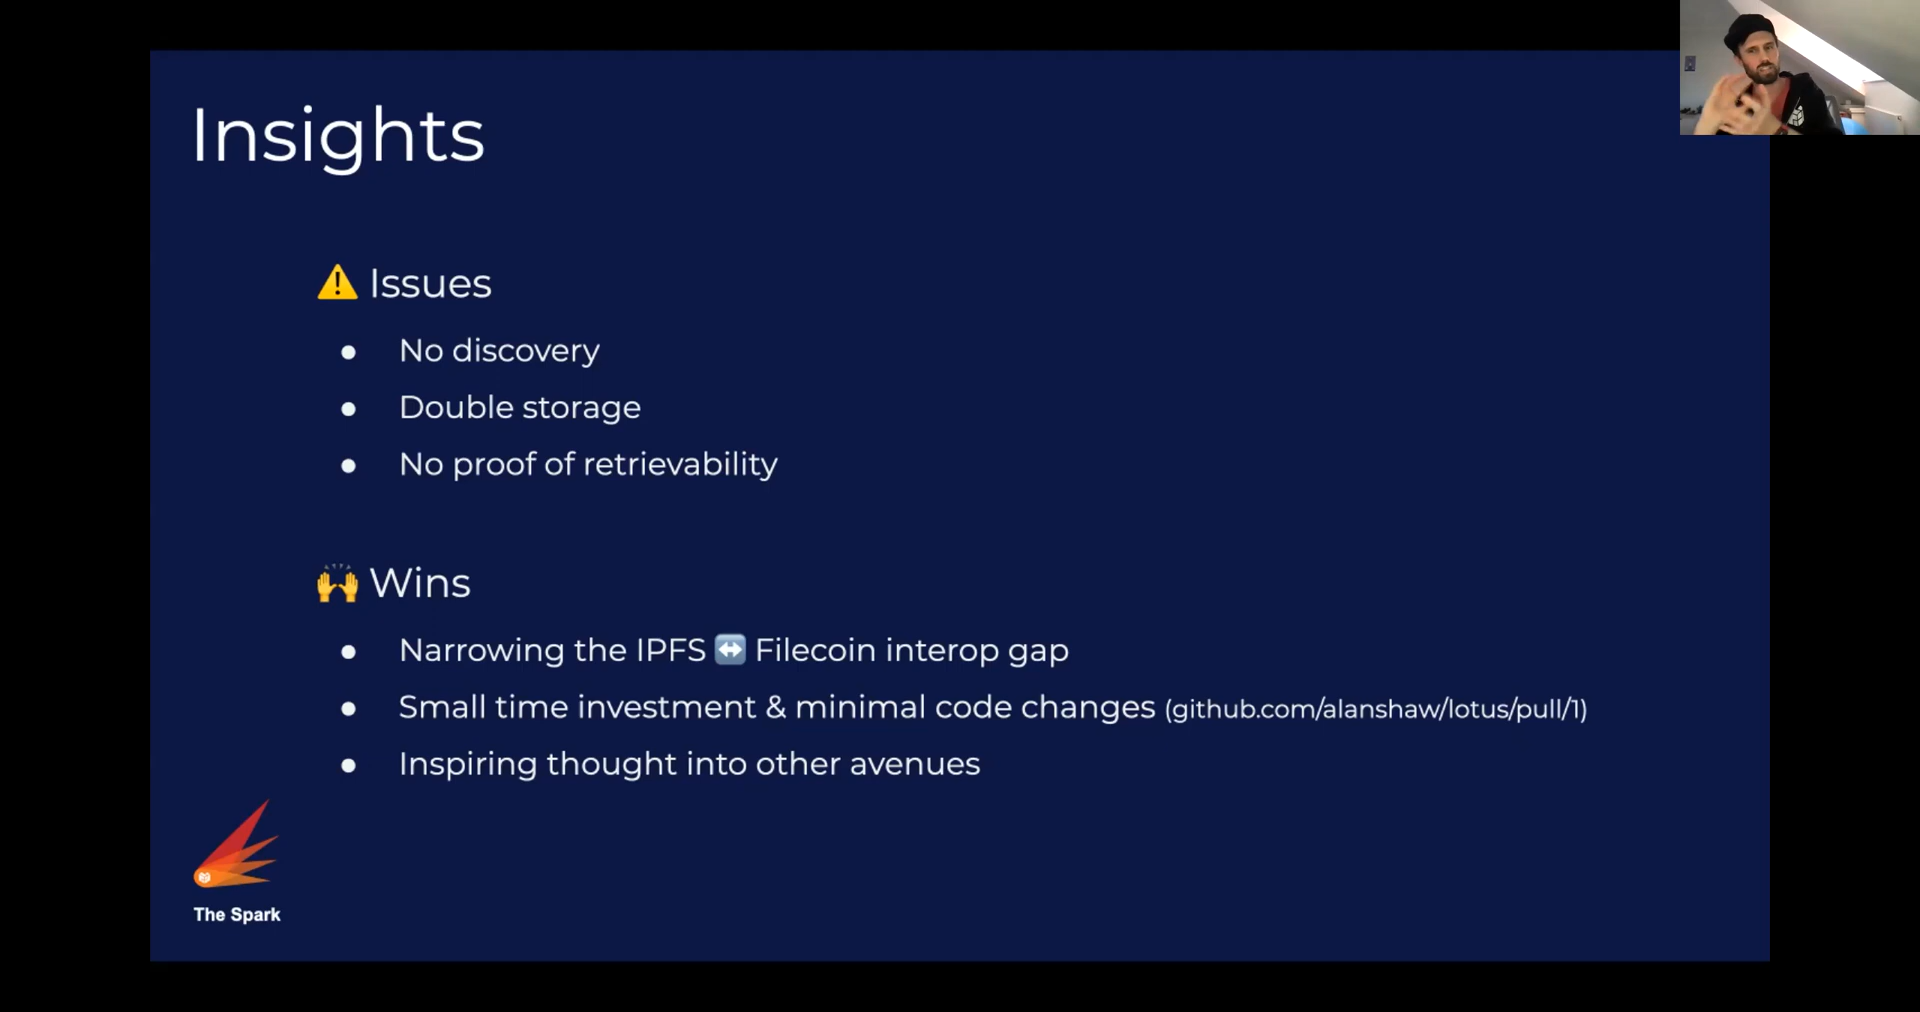 Insights
⚠️ Issues
● No discovery
● Double storage
● No proof of retrievability
🙌 Wins
● Narrowing the IPFS ↔️ Filecoin interop gap
● Small time investment & minimal code changes (github.com/alanshaw/lotus/pull/1)
● Inspiring thought into other avenues
The Spark